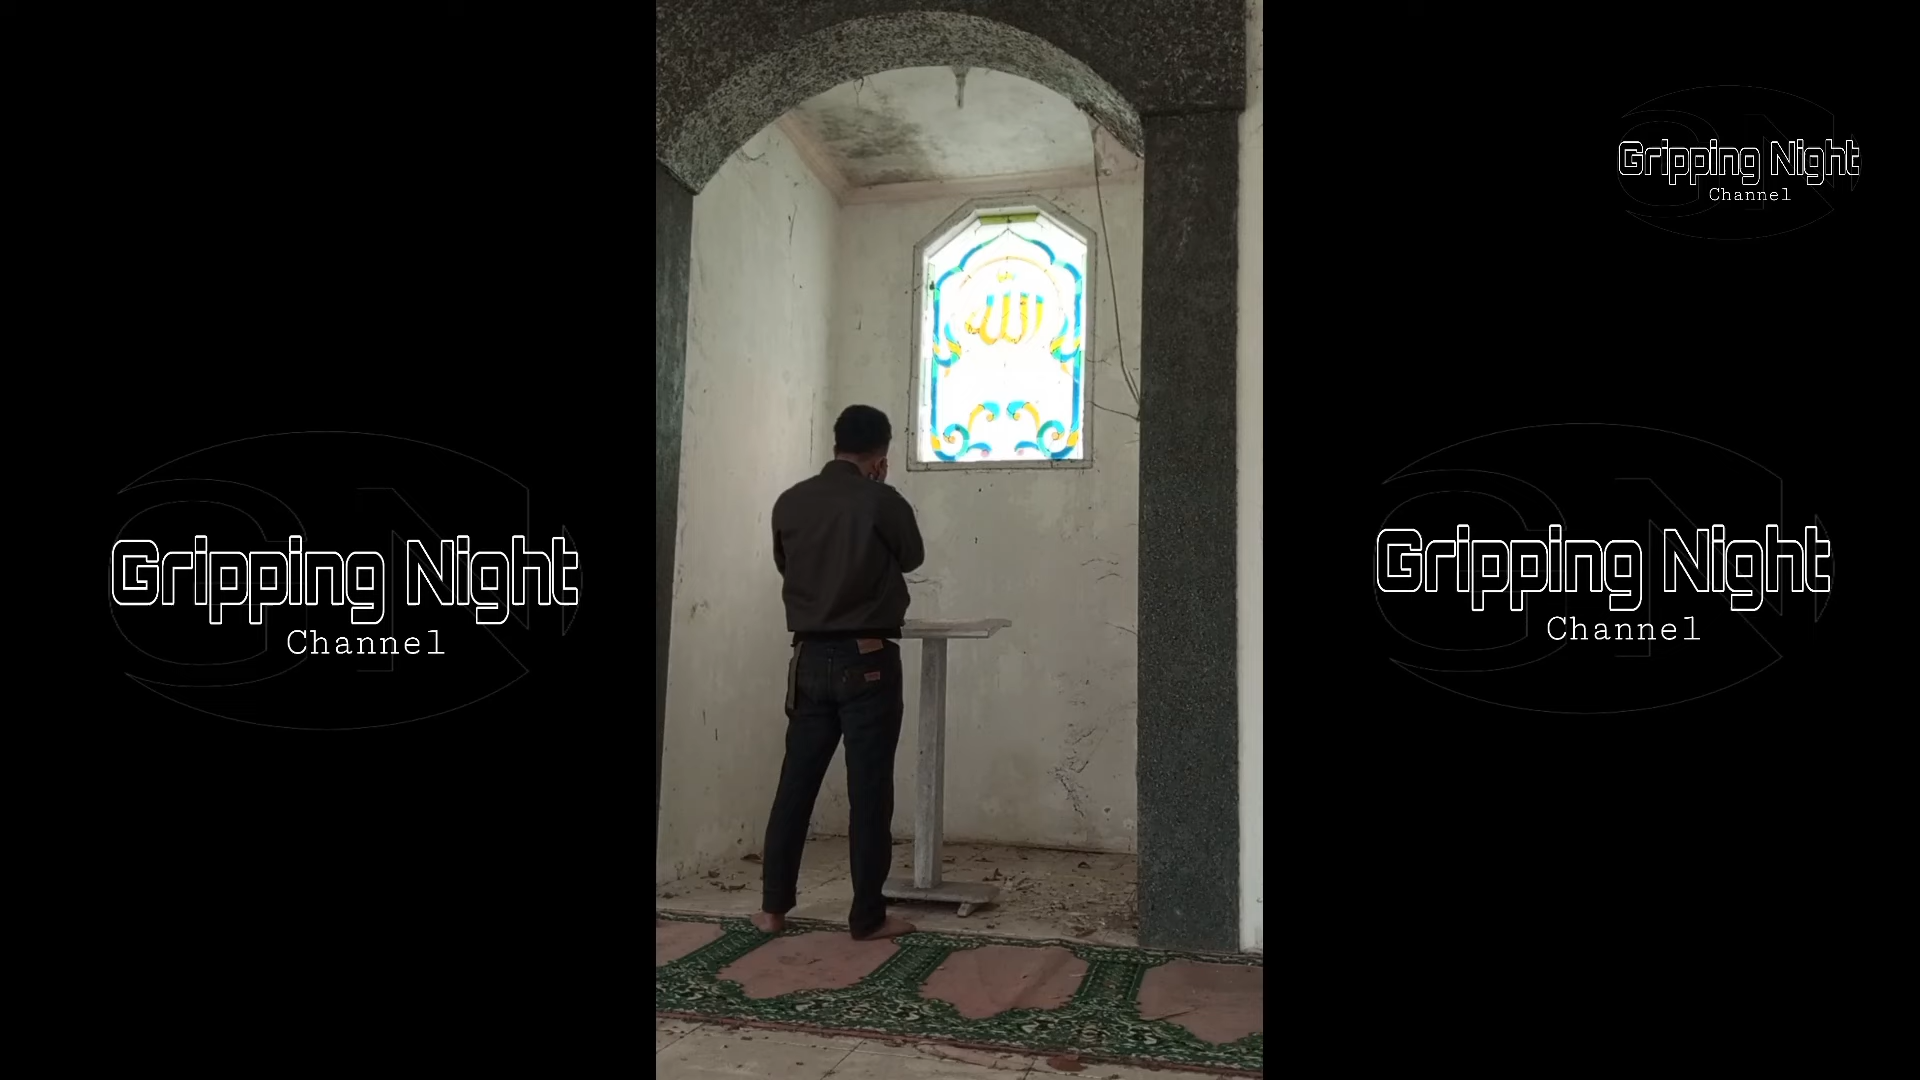 Gripping Night
Channel
الله
Gripping Night
Channel
Gripping Night
Channel